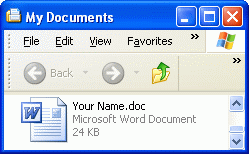 My Documents
File Edit View Favorites »
Back »
Your Name.doc
Microsoft Word Document
24 KB